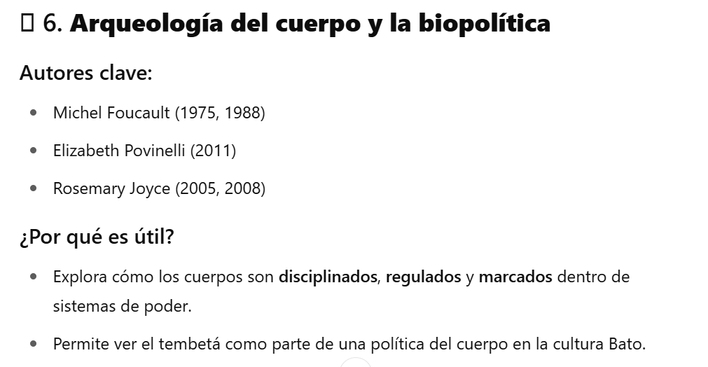 6. Arqueología del cuerpo y la biopolítica
Autores clave:
• Michel Foucault (1975, 1988)
• Elizabeth Povinelli (2011)
• Rosemary Joyce (2005, 2008)
¿Por qué es útil?
• Explora cómo los cuerpos son disciplinados, regulados y marcados dentro de
sistemas de poder.
• Permite ver el tembetá como parte de una política del cuerpo en la cultura Bato.